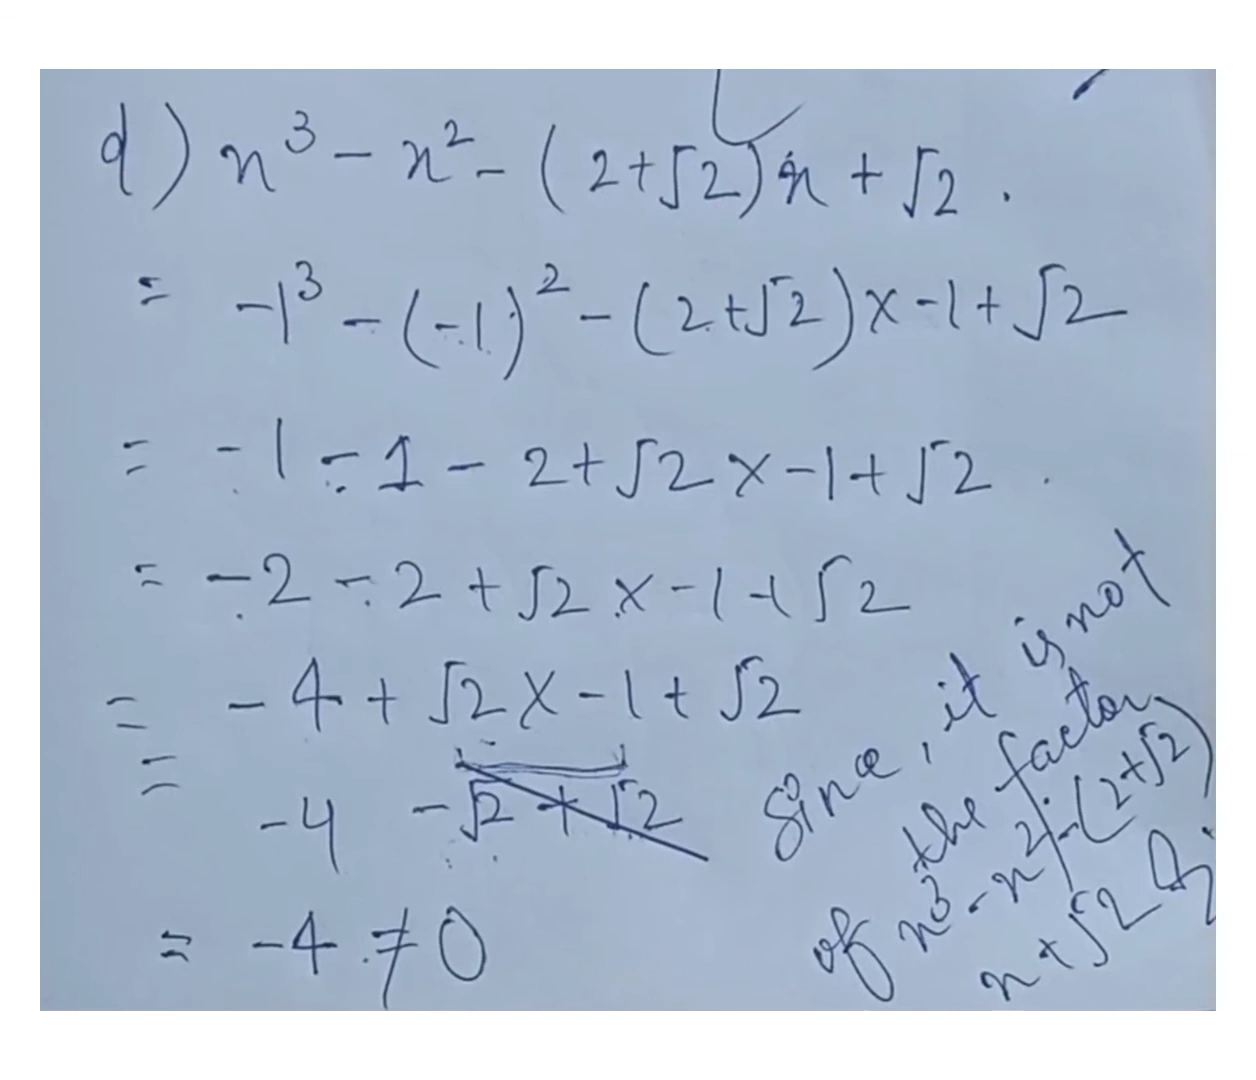 d) x³ - x² - (2+√2)x + √2.
= -1³ - (-1)² - (2+√2) x -1 + √2
= -1 - 1 - 2+√2 x -1 + √2.
= -2 - 2 + √2 x -1 + √2
= -4 + √2 x -1 + √2
= -4 -√2 + √2
= -4 ≠ 0
Since, it is not
the factor
of x³ - x² - (2+√2)
x + √2